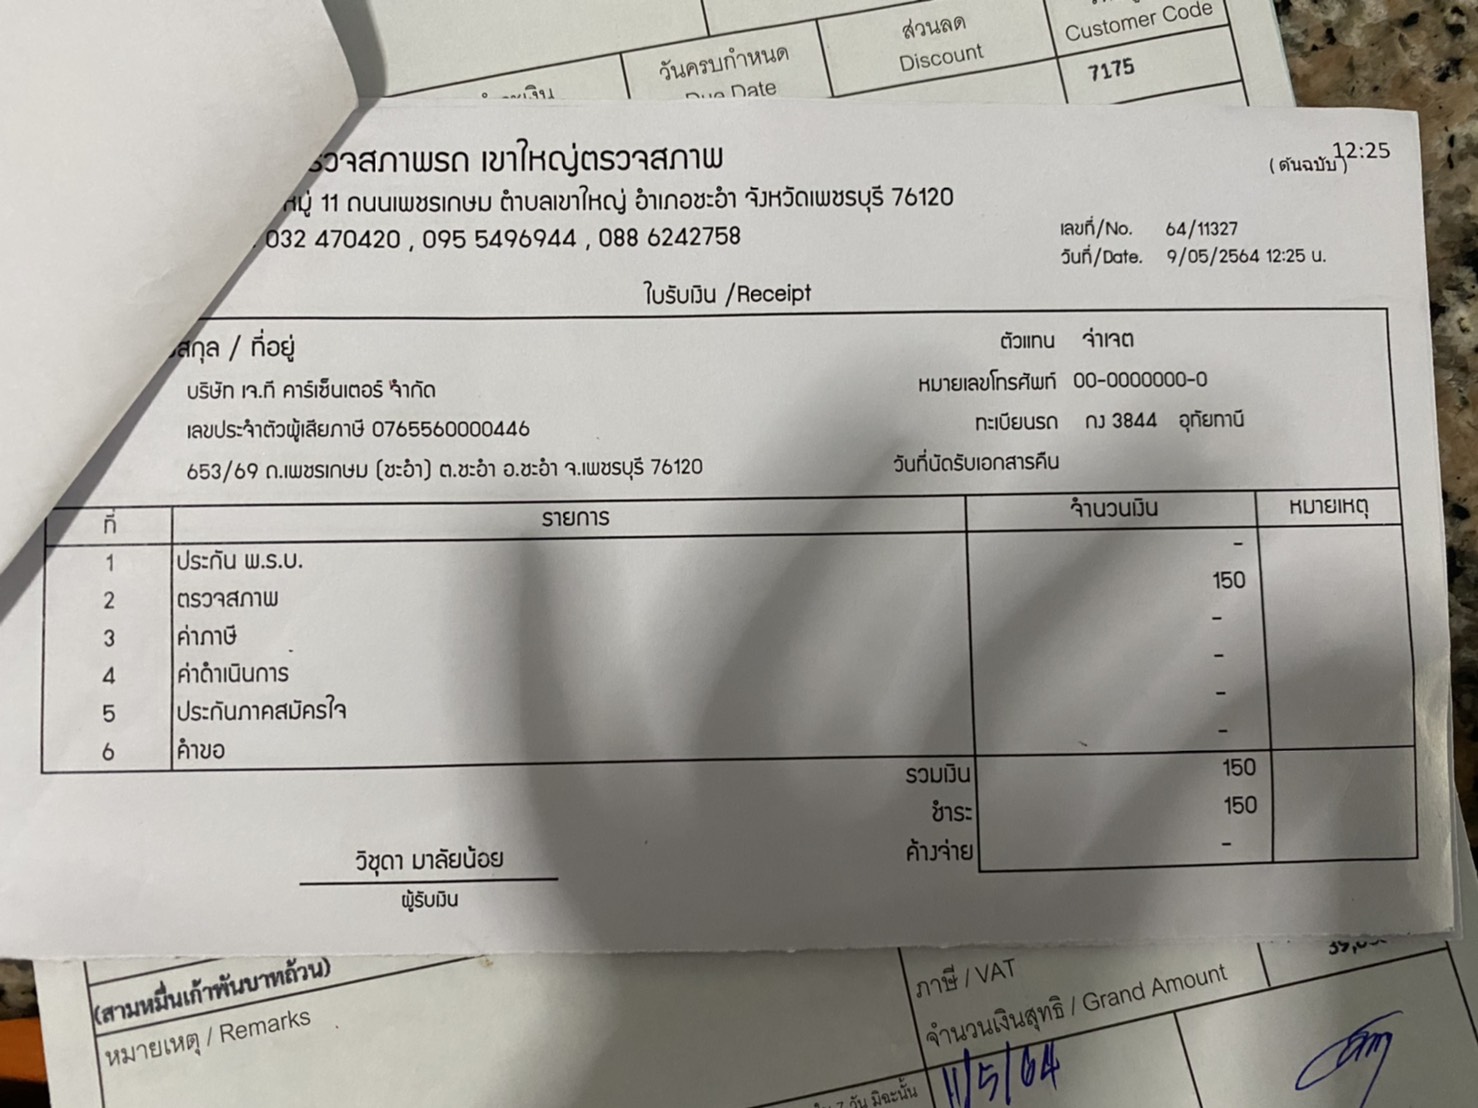 วันครบกำหนด
Due Date
ส่วนลด
Discount
Customer Code
7175
เขาใหญ่ตรวจสภาพ
12:25
(ต้นฉบับ)
11 ถนนเพชรเกษม ตำบลเขาใหญ่ อำเภอชะอำ จังหวัดเพชรบุรี 76120
032 470420 , 095 5496944 , 088 6242758
เลขที่/No. 64/11327
วันที่/Date. 9/05/2564 12:25 น.
ใบรับเงิน /Receipt
สกุล / ที่อยู่
บริษัท เจ.ที คาร์เซ็นเตอร์ จำกัด
เลขประจำตัวผู้เสียภาษี 0765560000446
653/69 ถ.เพชรเกษม (ชะอำ) ต.ชะอำ อ.ชะอำ จ.เพชรบุรี 76120
ตัวแทน จ่าเจต
หมายเลขโทรศัพท์ 00-0000000-0
ทะเบียนรถ กง 3844 อุทัยทานี
วันที่นัดรับเอกสารคืน
ที่ รายการ จำนวนเงิน หมายเหตุ
1 ประกัน พ.ร.บ. -
2 ตรวจสภาพ 150
3 ค่าภาษี -
4 ค่าดำเนินการ -
5 ประกันภาคสมัครใจ -
6 คำขอ -
รวมเงิน 150
ชำระ 150
ค้างจ่าย -
วิชุดา มาลัยน้อย
ผู้รับเงิน
(สามหมื่นเก้าพันบาทถ้วน)
หมายเหตุ / Remarks
ภาษี / VAT
จำนวนเงินสุทธิ / Grand Amount
7 วัน มิฉะนั้น
11/5/64